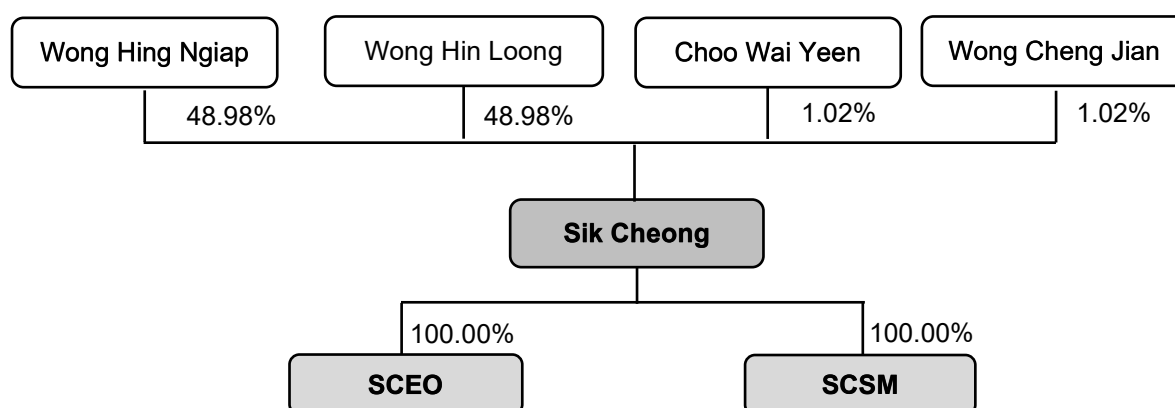 Wong Hing Ngiap
Wong Hin Loong
Choo Wai Yeen
Wong Cheng Jian
48.98%
48.98%
1.02%
1.02%
Sik Cheong
100.00%
100.00%
SCEO
SCSM